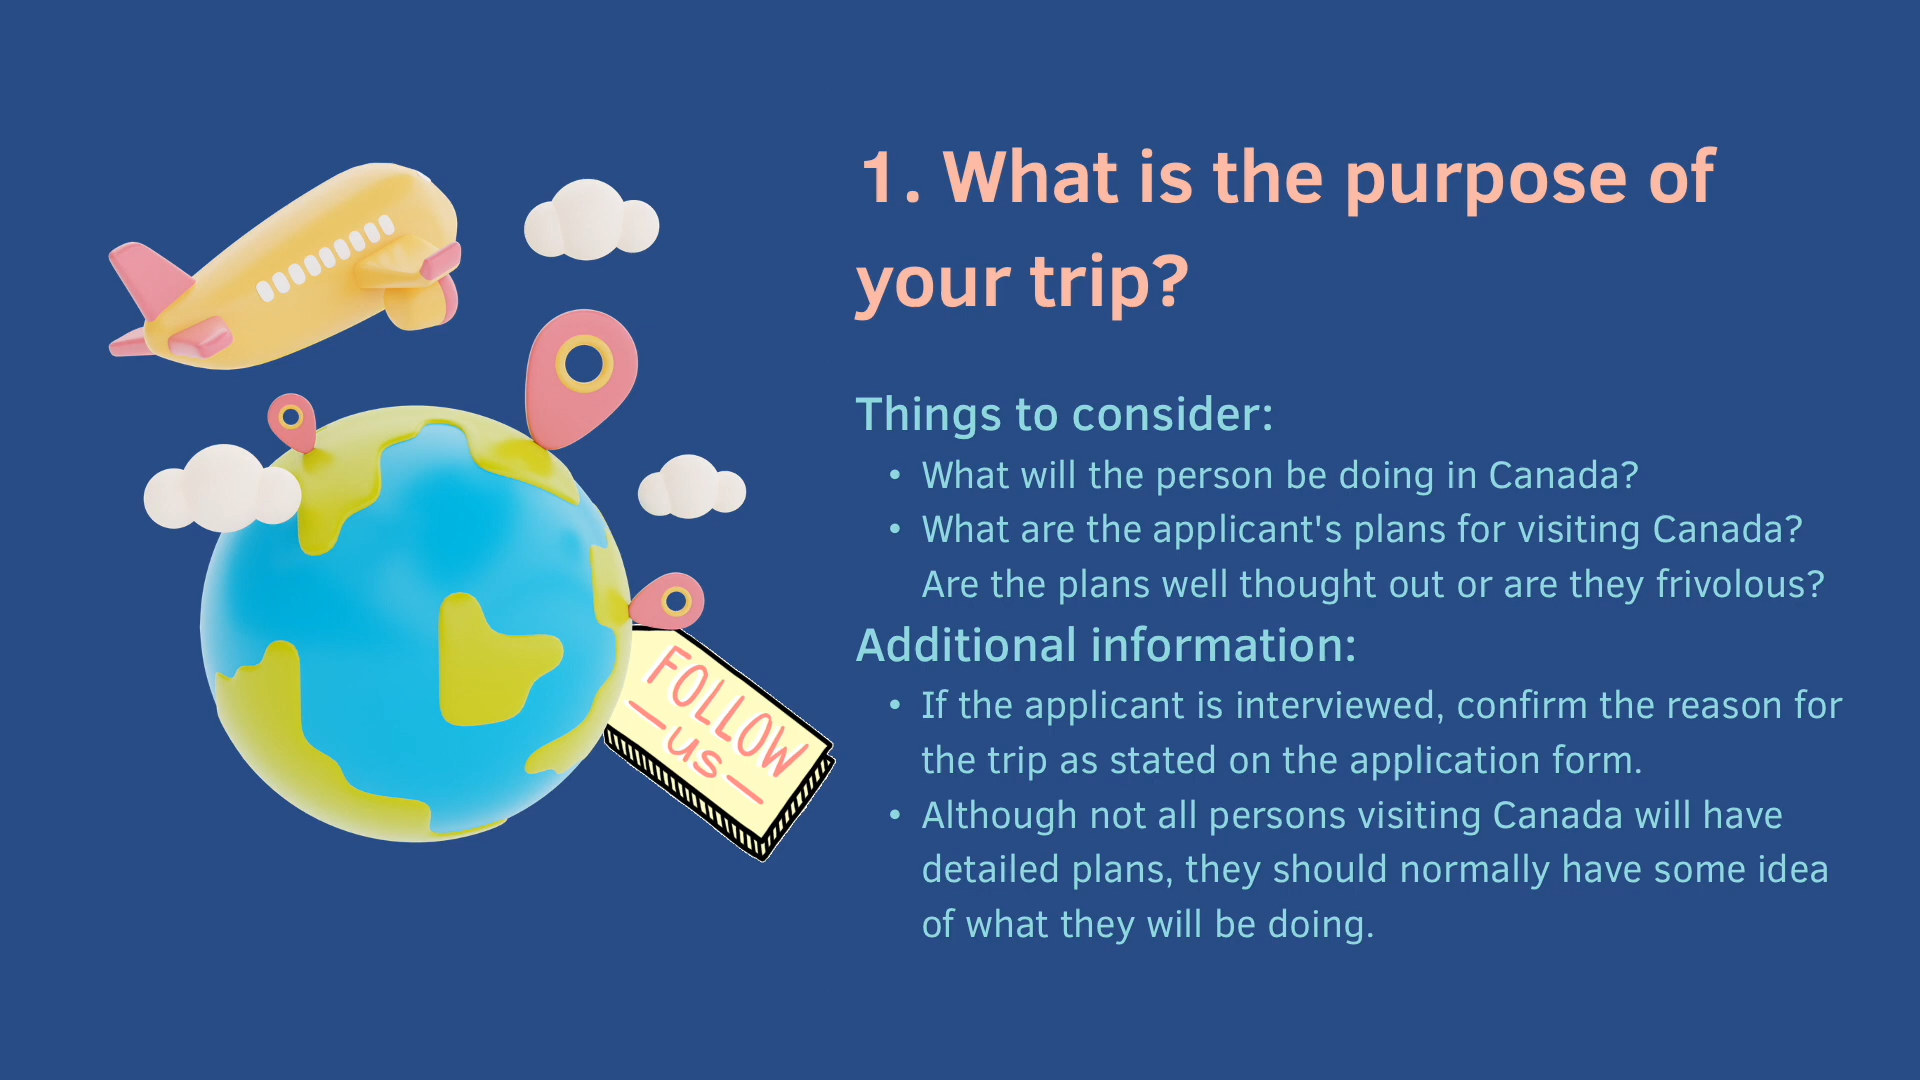 1. What is the purpose of
your trip?
Things to consider:
• What will the person be doing in Canada?
• What are the applicant's plans for visiting Canada?
Are the plans well thought out or are they frivolous?
Additional information:
• If the applicant is interviewed, confirm the reason for
the trip as stated on the application form.
• Although not all persons visiting Canada will have
detailed plans, they should normally have some idea
of what they will be doing.
FOLLOW
us